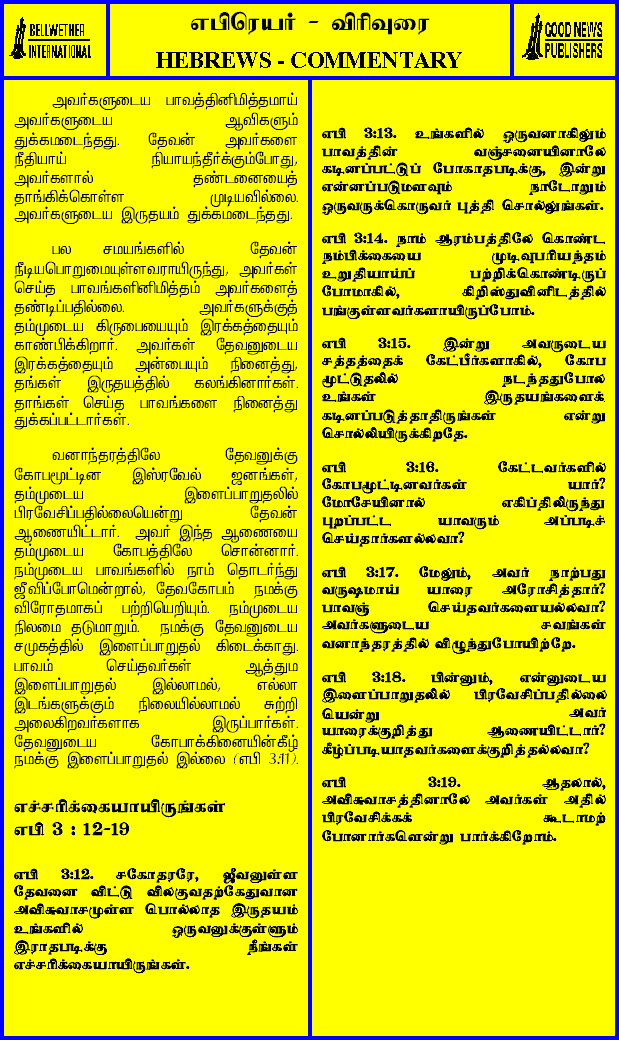 BELLWETHER
INTERNATIONAL
எபிரெயர் - விரிவுரை
HEBREWS - COMMENTARY
GOOD NEWS
PUBLISHERS
அவர்களுடைய பாவத்தினிமித்தமாய்
அவர்களுடைய ஆவிகளும்
துக்கமடைந்தது. தேவன் அவர்களை
நீதியாய் நியாயந்தீர்க்கும்போது,
அவர்களால் தண்டனையைத்
தாங்கிக்கொள்ள முடியவில்லை.
அவர்களுடைய இருதயம் துக்கமடைந்தது.
பல சமயங்களில் தேவன்
நீடியபொறுமையுள்ளவராயிருந்து, அவர்கள்
செய்த பாவங்களினிமித்தம் அவர்களைத்
தண்டிப்பதில்லை. அவர்களுக்குத்
தம்முடைய கிருபையையும் இரக்கத்தையும்
காண்பிக்கிறார். அவர்கள் தேவனுடைய
இரக்கத்தையும் அன்பையும் நினைத்து,
தங்கள் இருதயத்தில் கலங்கினார்கள்.
தாங்கள் செய்த பாவங்களை நினைத்து
துக்கப்பட்டார்கள்.
வனாந்தரத்திலே தேவனுக்கு
கோபமூட்டின இஸ்ரவேல் ஜனங்கள்,
தம்முடைய இளைப்பாறுதலில்
பிரவேசிப்பதில்லையென்று தேவன்
ஆணையிட்டார். அவர் இந்த ஆணையை
தம்முடைய கோபத்திலே சொன்னார்.
நம்முடைய பாவங்களில் நாம் தொடர்ந்து
ஜீவிப்போமென்றால், தேவகோபம் நமக்கு
விரோதமாகப் பற்றியெறியும். நம்முடைய
நிலமை தடுமாறும். நமக்கு தேவனுடைய
சமுகத்தில் இளைப்பாறுதல் கிடைக்காது.
பாவம் செய்தவர்கள் ஆத்தும
இளைப்பாறுதல் இல்லாமல், எல்லா
இடங்களுக்கும் நிலையில்லாமல் சுற்றி
அலைகிறவர்களாக இருப்பார்கள்.
தேவனுடைய கோபாக்கினையின்கீழ்
நமக்கு இளைப்பாறுதல் இல்லை (எபி 3:11).
எச்சரிக்கையாயிருங்கள்
எபி 3 : 12-19
எபி 3:12. சகோதரரே, ஜீவனுள்ள
தேவனை விட்டு விலகுவதற்கேதுவான
அவிசுவாசமுள்ள பொல்லாத இருதயம்
உங்களில் ஒருவனுக்குள்ளும்
இராதபடிக்கு நீங்கள்
எச்சரிக்கையாயிருங்கள்.
எபி 3:13. உங்களில் ஒருவனாகிலும்
பாவத்தின் வஞ்சனையினாலே
கடினப்பட்டுப் போகாதபடிக்கு, இன்று
என்னப்படுமளவும் நாடோறும்
ஒருவருக்கொருவர் புத்தி சொல்லுங்கள்.
எபி 3:14. நாம் ஆரம்பத்திலே கொண்ட
நம்பிக்கையை முடிவுபரியந்தம்
உறுதியாய்ப் பற்றிக்கொண்டிருப்
போமாகில், கிறிஸ்துவினிடத்தில்
பங்குள்ளவர்களாயிருப்போம்.
எபி 3:15. இன்று அவருடைய
சத்தத்தைக் கேட்பீர்களாகில், கோப
மூட்டுதலில் நடந்ததுபோல
உங்கள் இருதயங்களைக்
கடினப்படுத்தாதிருங்கள் என்று
சொல்லியிருக்கிறதே.
எபி 3:16. கேட்டவர்களில்
கோபமூட்டினவர்கள் யார்?
மோசேயினால் எகிப்திலிருந்து
புறப்பட்ட யாவரும் அப்படிச்
செய்தார்களல்லவா?
எபி 3:17. மேலும், அவர் நாற்பது
வருஷமாய் யாரை அரோசித்தார்?
பாவஞ் செய்தவர்களையல்லவா?
அவர்களுடைய சவங்கள்
வனாந்தரத்தில் விழுந்துபோயிற்றே.
எபி 3:18. பின்னும், என்னுடைய
இளைப்பாறுதலில் பிரவேசிப்பதில்லை
யென்று அவர்
யாரைக்குறித்து ஆணையிட்டார்?
கீழ்ப்படியாதவர்களைக்குறித்தல்லவா?
எபி 3:19. ஆதலால்,
அவிசுவாசத்தினாலே அவர்கள் அதில்
பிரவேசிக்கக் கூடாமற்
போனார்களென்று பார்க்கிறோம்.